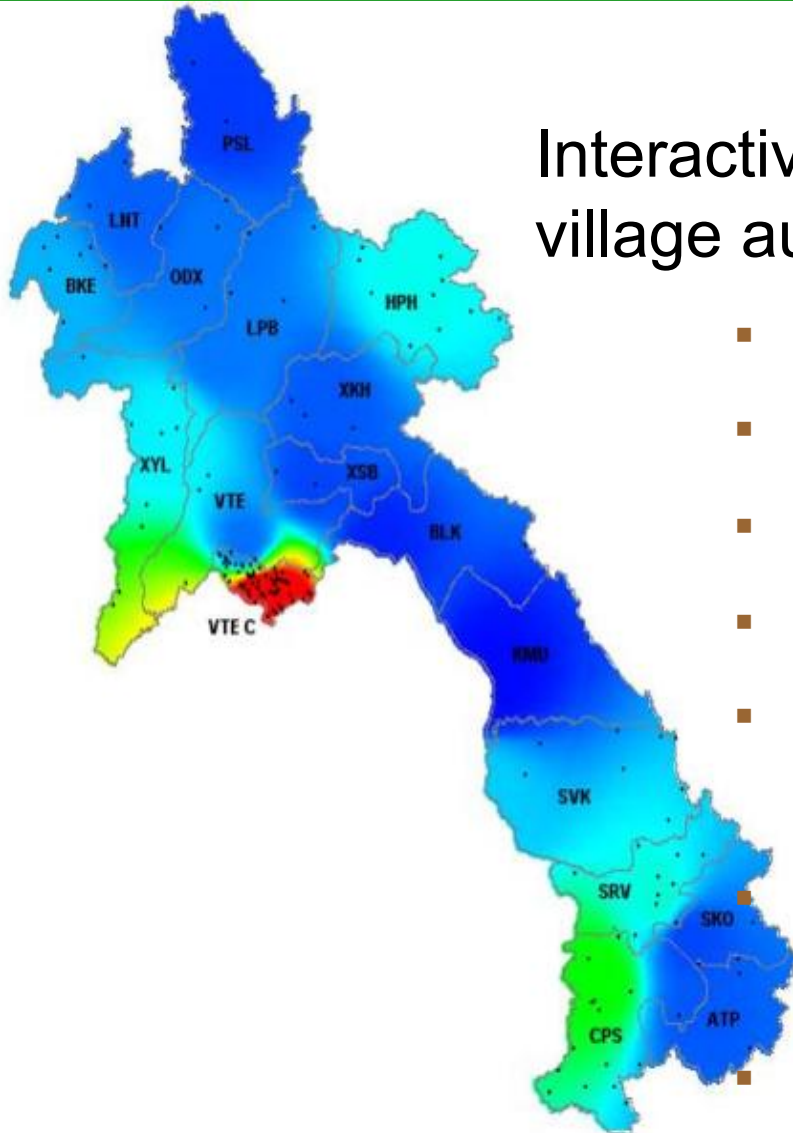 Interactiv
village au
PSL
LNT
ODX
BKE
LPB
HPH
XKH
XYL
XSB
VTE
BLK
VTE C
KMU
SVK
SRV
SKO
ATP
CPS